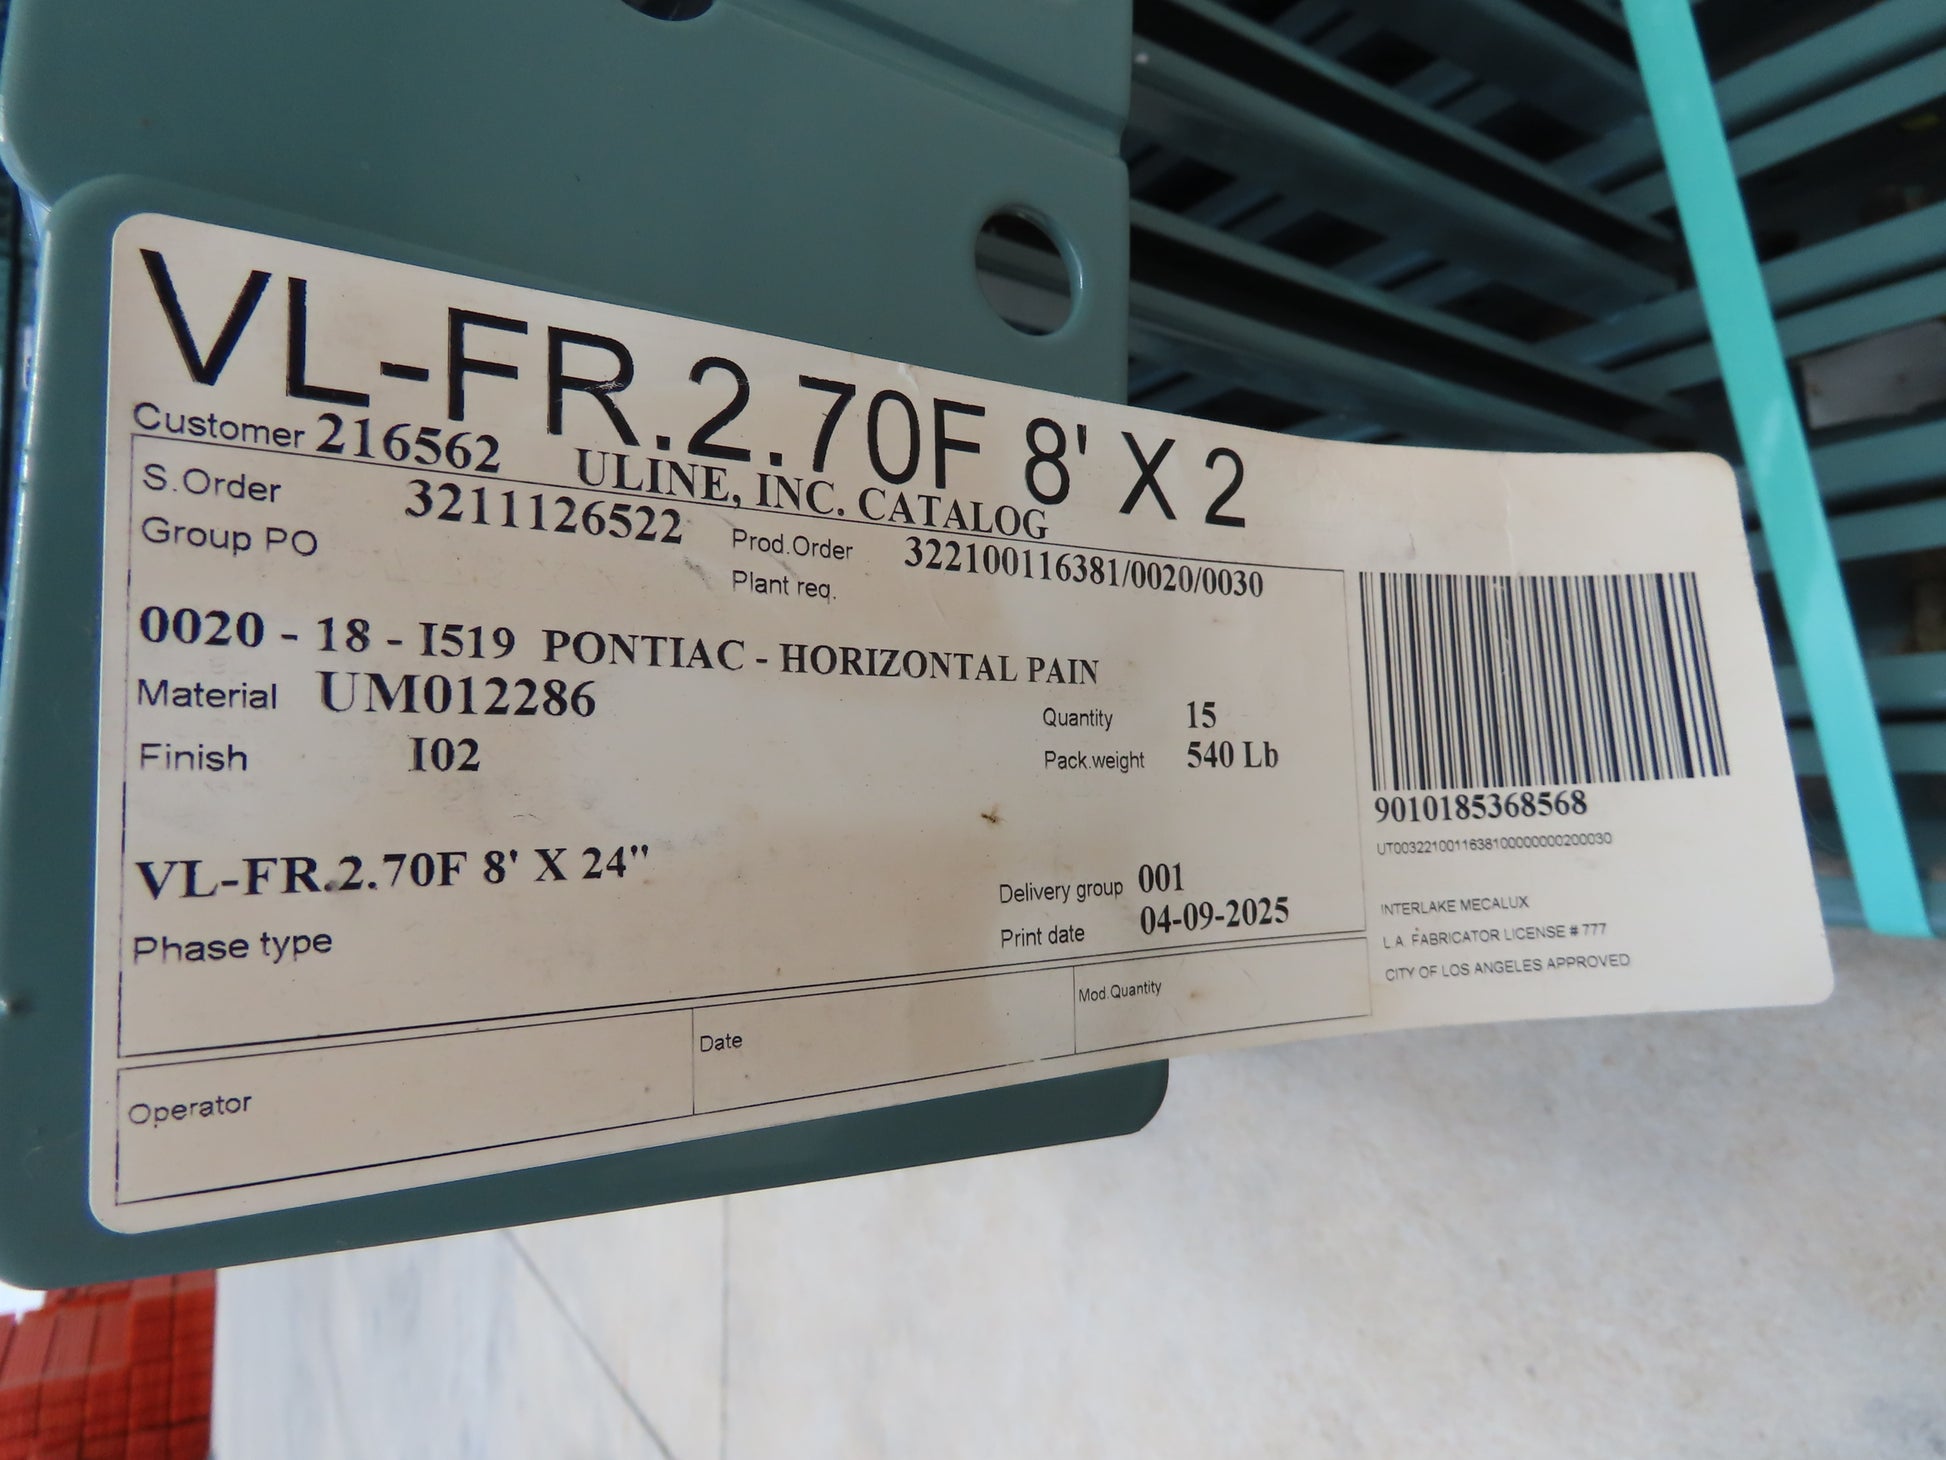 VL-FR.2.70F 8' X 2
Customer 216562 ULINE, INC. CATALOG
S.Order 3211126522 Prod.Order 322100116381/0020/0030
Group PO Plant req.
0020 - 18 - I519 PONTIAC - HORIZONTAL PAIN
Material UM012286 Quantity 15
Finish I02 Pack.weight 540 Lb
9010185368568
UT0032210011638100000000200030
VL-FR.2.70F 8' X 24"
Delivery group 001
Print date 04-09-2025
Phase type
INTERLAKE MECALUX
L.A. FABRICATOR LICENSE # 777
CITY OF LOS ANGELES APPROVED
Operator Date Mod.Quantity